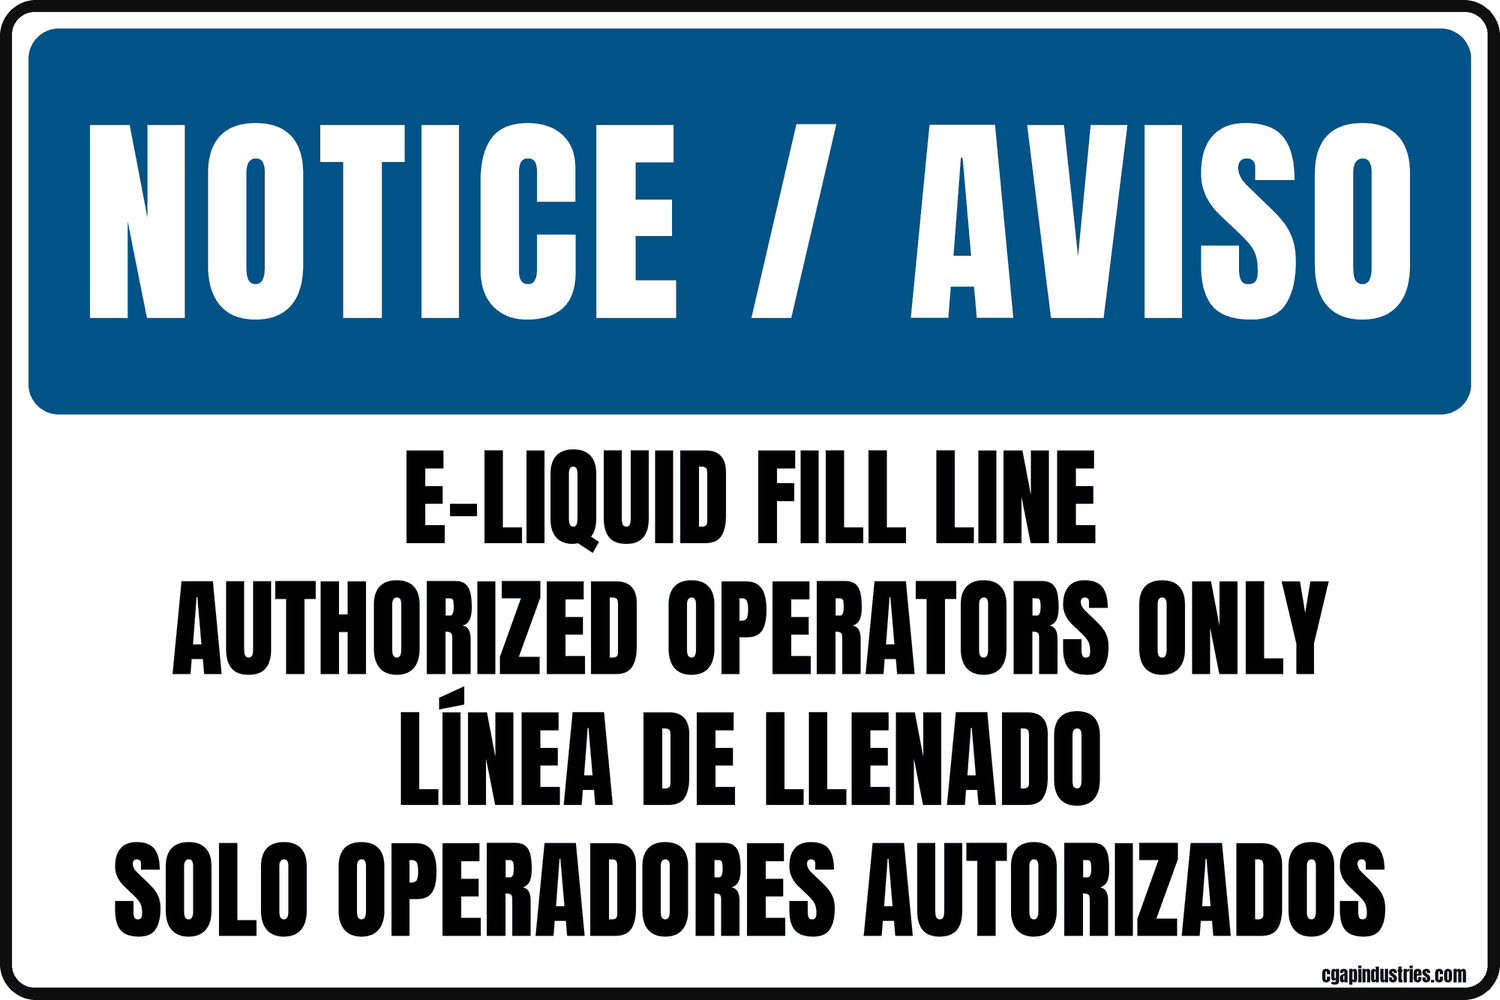 NOTICE / AVISO
E-LIQUID FILL LINE
AUTHORIZED OPERATORS ONLY
LÍNEA DE LLENADO
SOLO OPERADORES AUTORIZADOS
cgapindustries.com